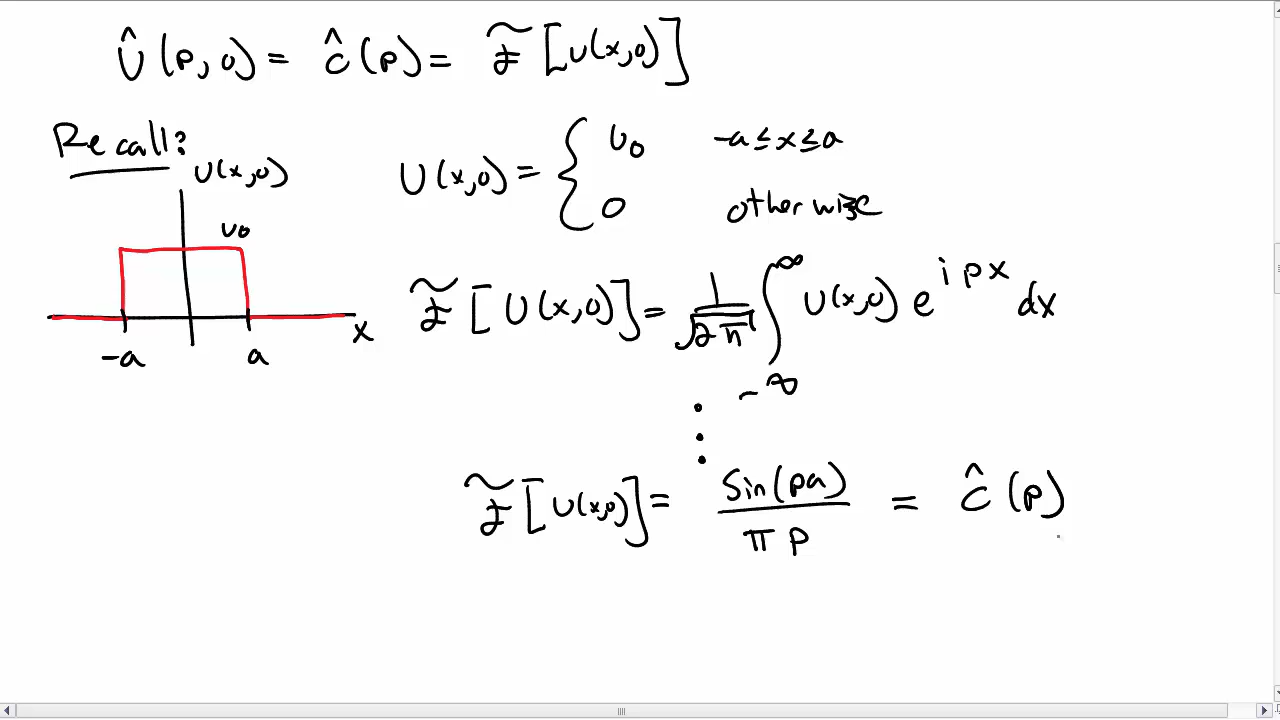 Û(p,0) = ĉ(p) = F̃[U(x,0)]
Recall:
U(x,0)
U₀
-a a x
U(x,0) = { U₀ -a ≤ x ≤ a
0 otherwise
F̃[U(x,0)] = 1/√2π ∫_{-∞}^{∞} U(x,0) e^{ipx} dx
⋮
F̃[U(x,0)] = Sin(pa)/πp = ĉ(p)